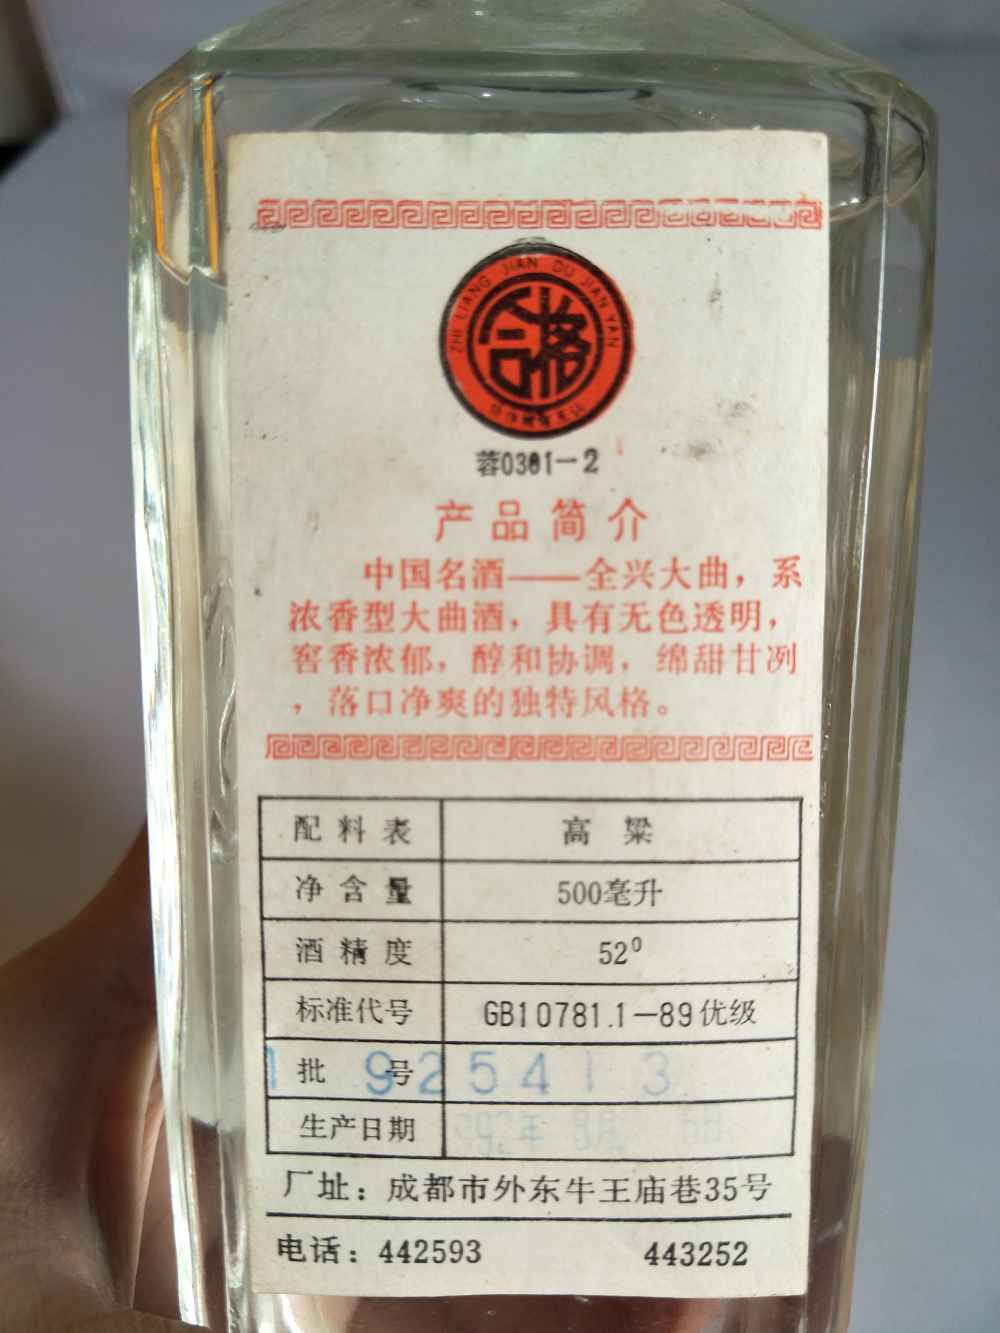 ZHI LIANG JIAN DU JIAN YAN
合格
蓉0301-2
产品简介
中国名酒——全兴大曲，系
浓香型大曲酒，具有无色透明，
窖香浓郁，醇和协调，绵甜甘冽
，落口净爽的独特风格。
配料表 高粱
净含量 500毫升
酒精度 52⁰
标准代号 GB10781.1—89优级
批号 925413
生产日期
厂址：成都市外东牛王庙巷35号
电话：442593 443252